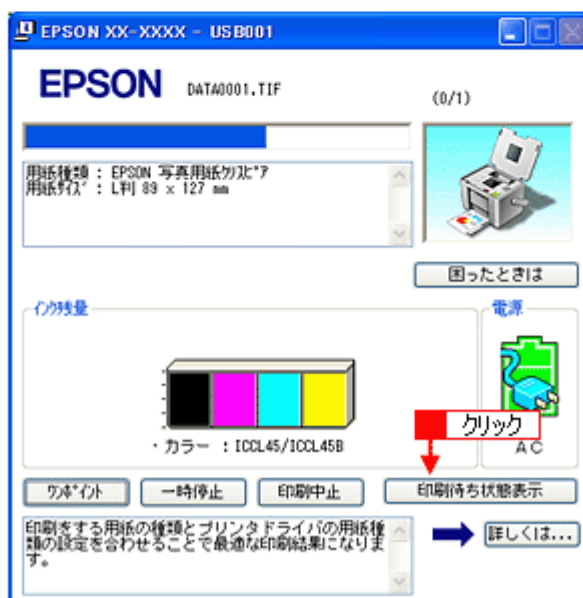 EPSON XX-XXXX - USB001
EPSON DATA0001.TIF
(0/1)
用紙種類 : EPSON 写真用紙クリスピア
用紙サイズ : L判 89 x 127 mm
困ったときは
インク残量
電源
・カラー : ICCL45/ICCL45B
クリック
AC
ワンポイント
一時停止
印刷中止
印刷待ち状態表示
印刷をする用紙の種類とプリンタドライバの用紙種
類の設定を合わせることで最適な印刷結果になりま
す。
詳しくは...